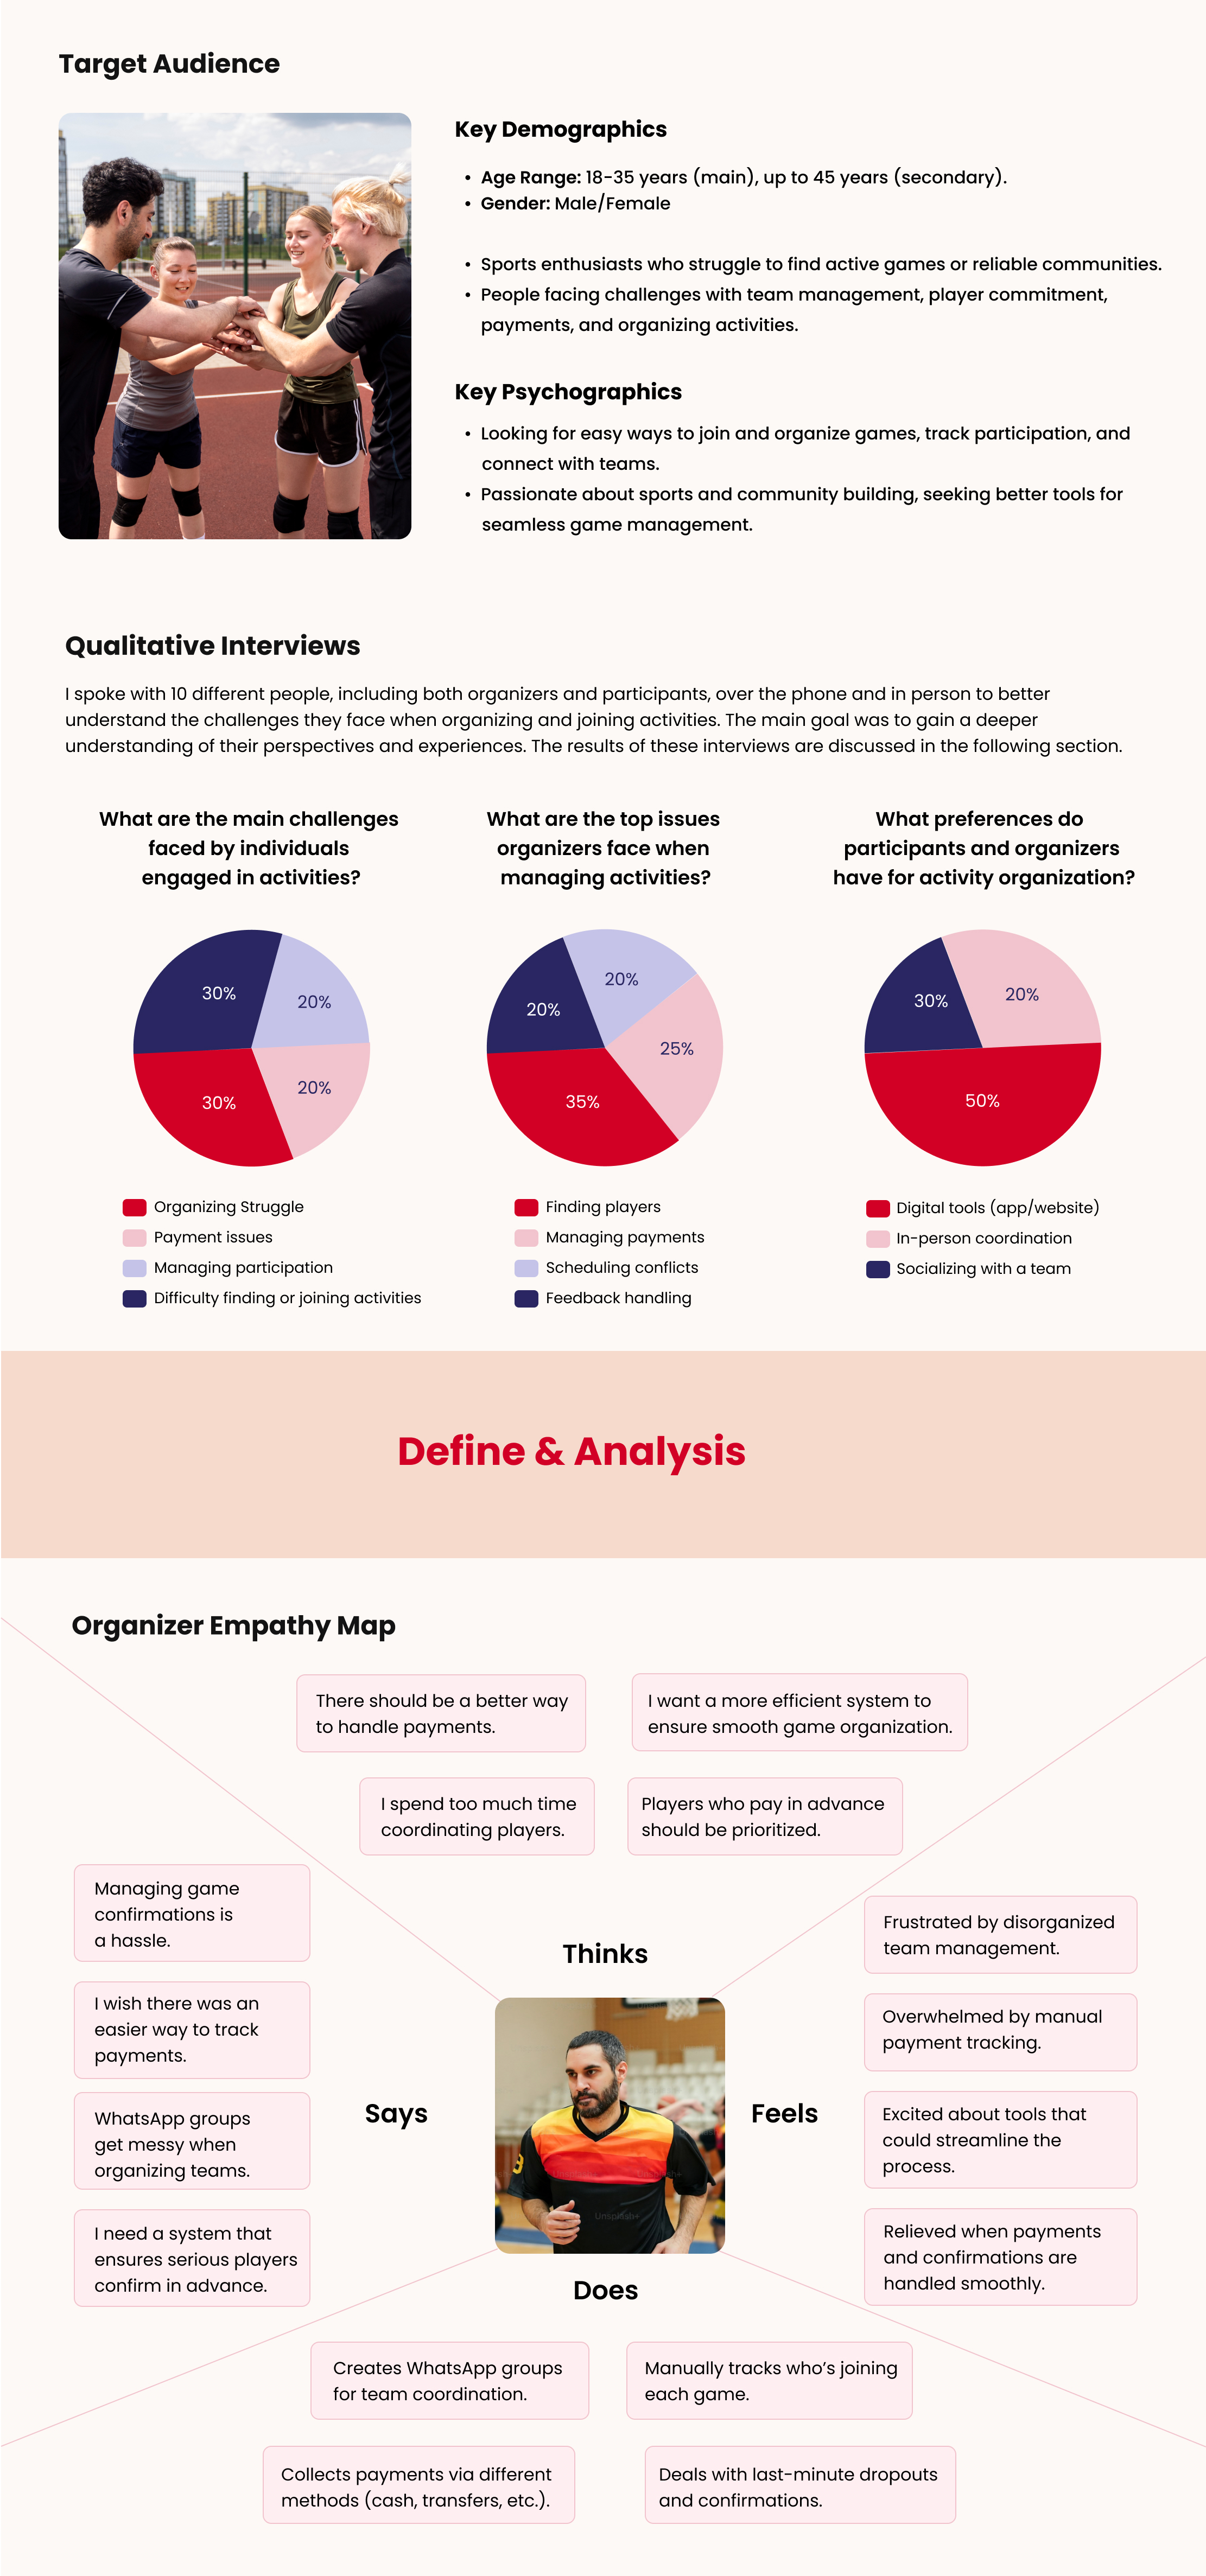 Target Audience
Key Demographics
• Age Range: 18-35 years (main), up to 45 years (secondary).
• Gender: Male/Female
• Sports enthusiasts who struggle to find active games or reliable communities.
• People facing challenges with team management, player commitment,
payments, and organizing activities.
Key Psychographics
• Looking for easy ways to join and organize games, track participation, and
connect with teams.
• Passionate about sports and community building, seeking better tools for
seamless game management.
Qualitative Interviews
I spoke with 10 different people, including both organizers and participants, over the phone and in person to better
understand the challenges they face when organizing and joining activities. The main goal was to gain a deeper
understanding of their perspectives and experiences. The results of these interviews are discussed in the following section.
What are the main challenges
faced by individuals
engaged in activities?
30%
20%
20%
30%
Organizing Struggle
Payment issues
Managing participation
Difficulty finding or joining activities
What are the top issues
organizers face when
managing activities?
20%
20%
25%
35%
Finding players
Managing payments
Scheduling conflicts
Feedback handling
What preferences do
participants and organizers
have for activity organization?
30%
20%
50%
Digital tools (app/website)
In-person coordination
Socializing with a team
Define & Analysis
Organizer Empathy Map
There should be a better way
to handle payments.
I want a more efficient system to
ensure smooth game organization.
I spend too much time
coordinating players.
Players who pay in advance
should be prioritized.
Thinks
Managing game
confirmations is
a hassle.
I wish there was an
easier way to track
payments.
WhatsApp groups
get messy when
organizing teams.
I need a system that
ensures serious players
confirm in advance.
Says
Unsplash+
Feels
Frustrated by disorganized
team management.
Overwhelmed by manual
payment tracking.
Excited about tools that
could streamline the
process.
Relieved when payments
and confirmations are
handled smoothly.
Does
Creates WhatsApp groups
for team coordination.
Manually tracks who's joining
each game.
Collects payments via different
methods (cash, transfers, etc.).
Deals with last-minute dropouts
and confirmations.